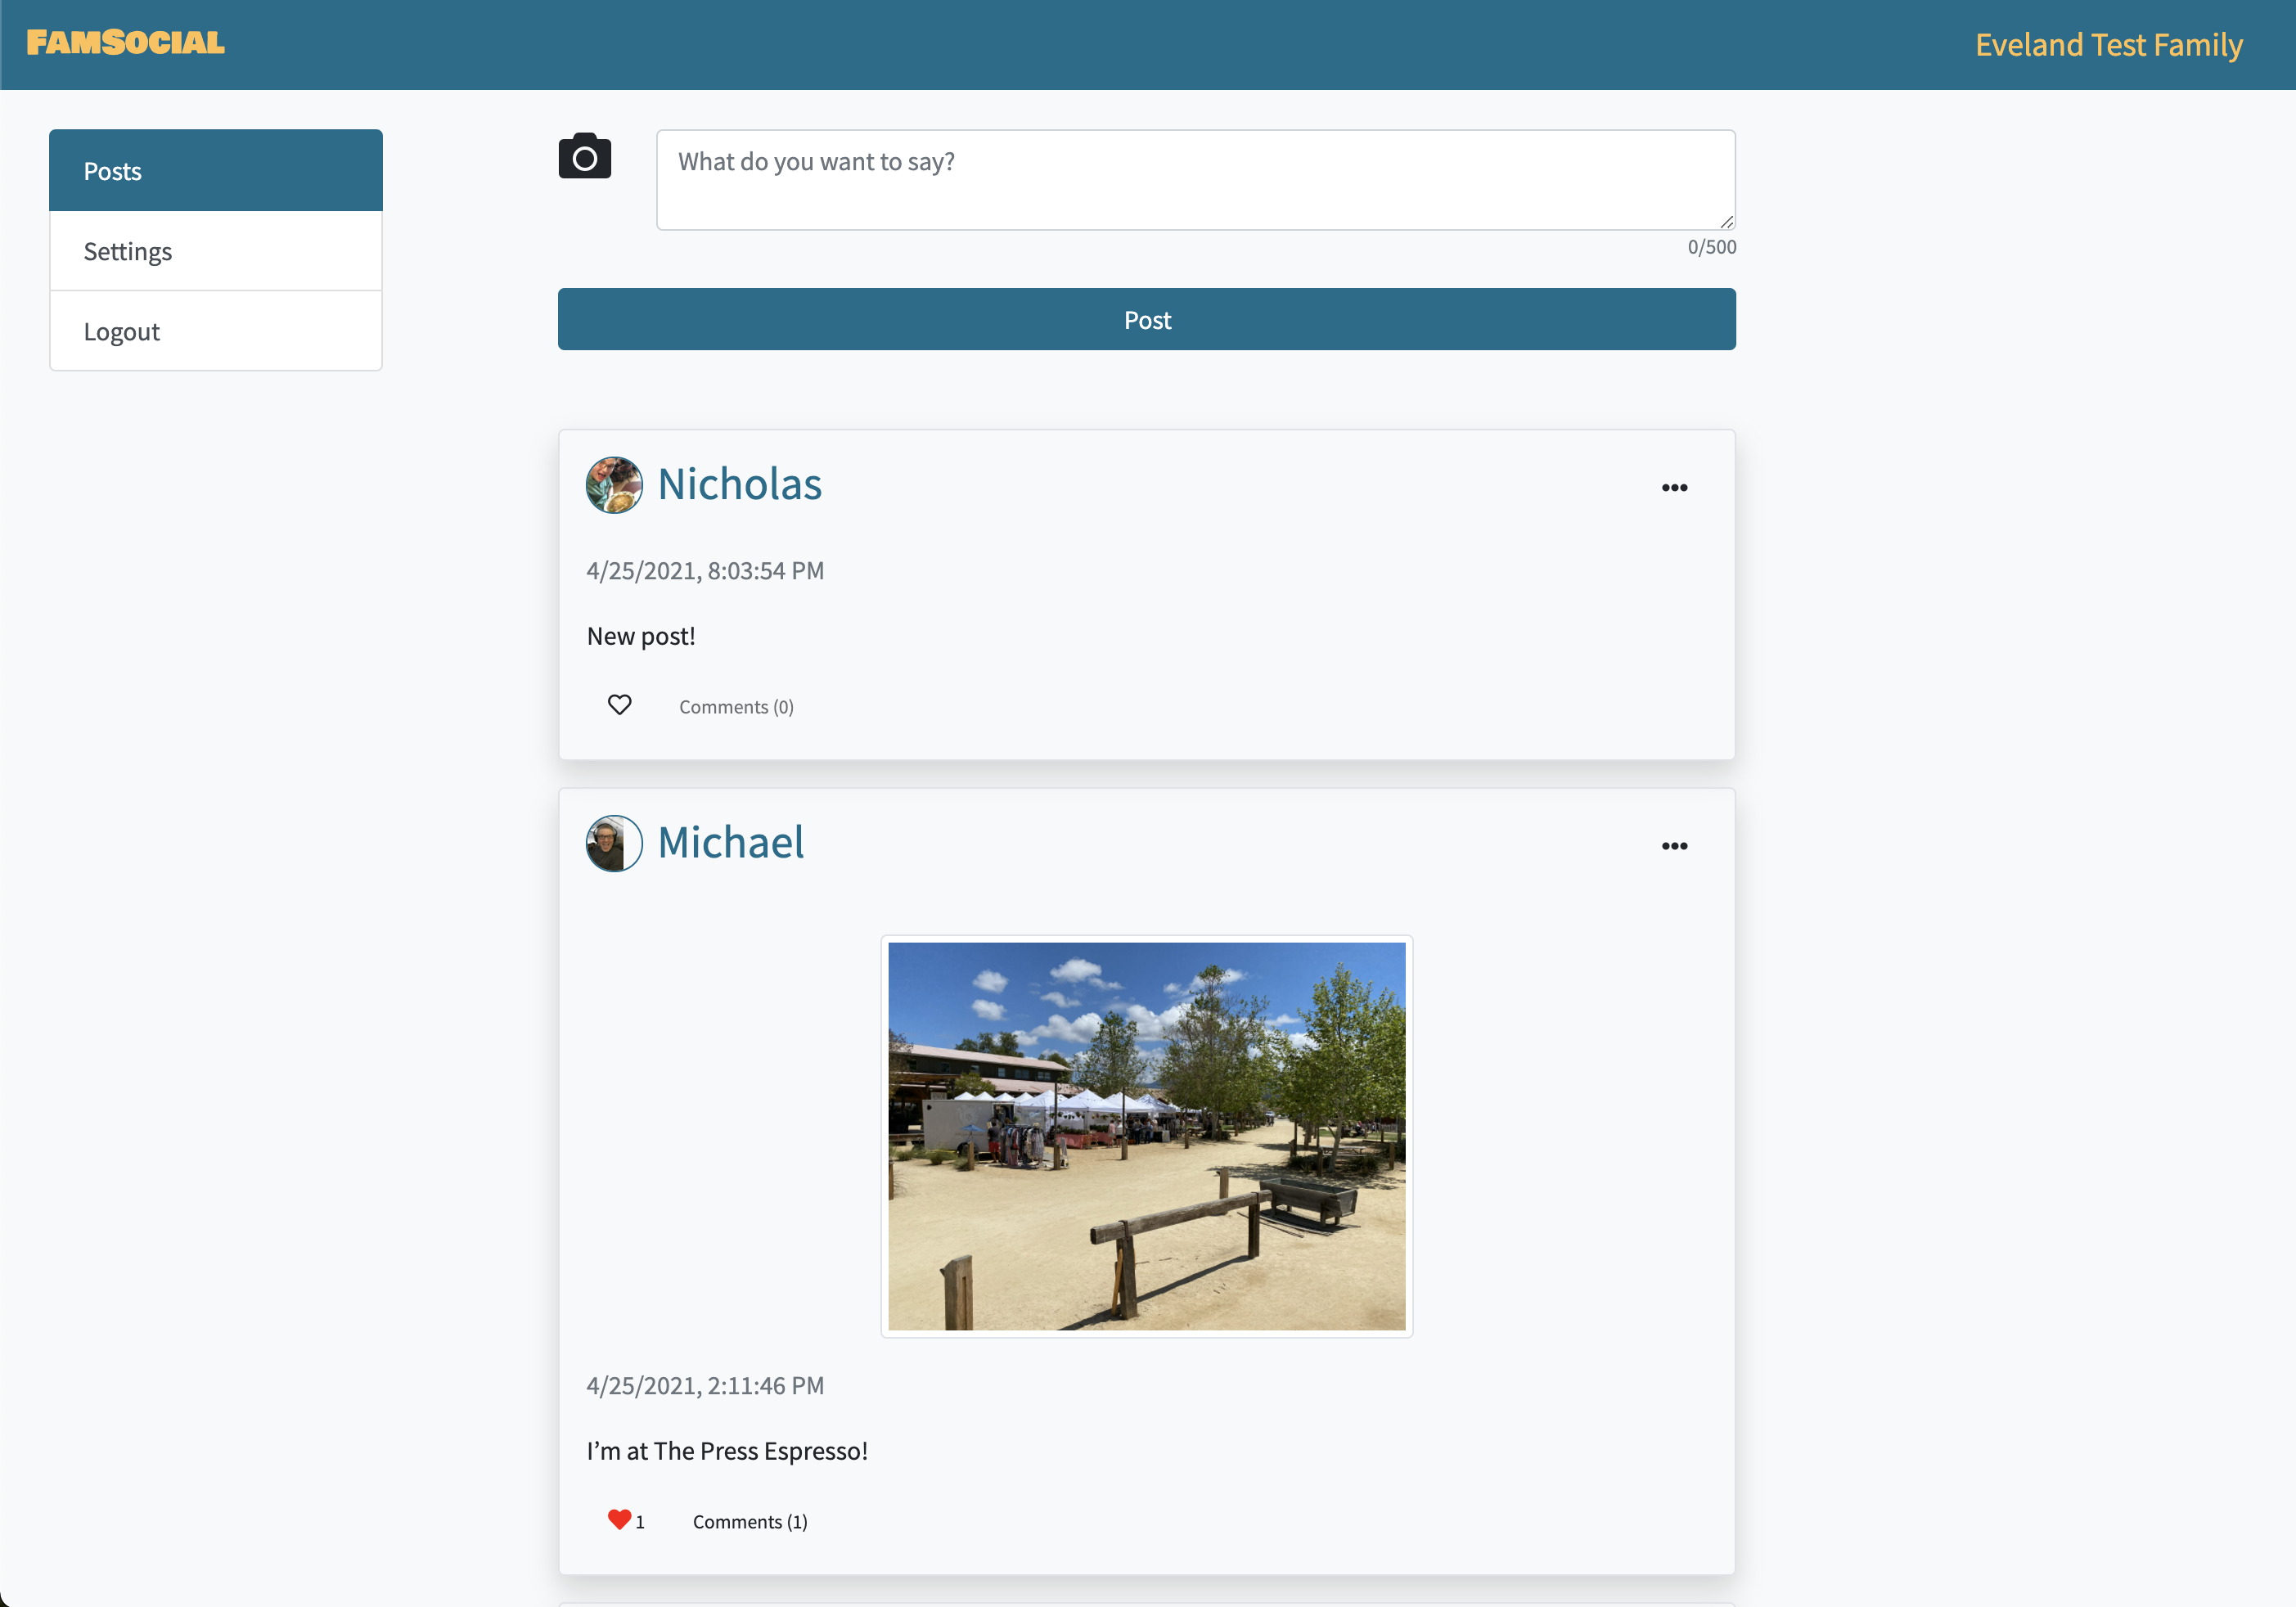 FamSocial
Eveland Test Family
Posts
Settings
Logout
What do you want to say?
0/500
Post
Nicholas
4/25/2021, 8:03:54 PM
New post!
Comments (0)
Michael
4/25/2021, 2:11:46 PM
I’m at The Press Espresso!
1
Comments (1)